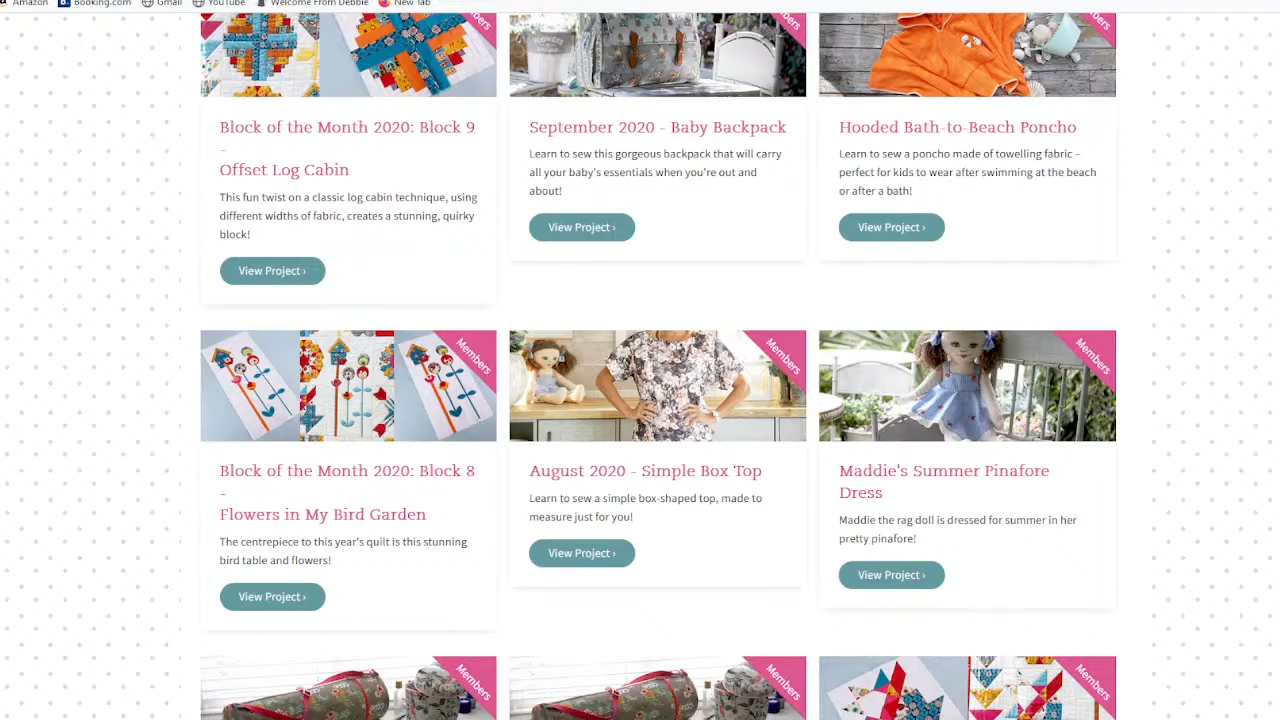 Amazon Booking.com Gmail YouTube Welcome From Debbie New Tab
Members
Members
Members
Block of the Month 2020: Block 9
–
Offset Log Cabin
This fun twist on a classic log cabin technique, using
different widths of fabric, creates a stunning, quirky
block!
View Project ›
September 2020 - Baby Backpack
Learn to sew this gorgeous backpack that will carry
all your baby's essentials when you're out and
about!
View Project ›
Hooded Bath-to-Beach Poncho
Learn to sew a poncho made of towelling fabric –
perfect for kids to wear after swimming at the beach
or after a bath!
View Project ›
Members
Members
Members
Block of the Month 2020: Block 8
–
Flowers in My Bird Garden
The centrepiece to this year's quilt is this stunning
bird table and flowers!
View Project ›
August 2020 - Simple Box Top
Learn to sew a simple box-shaped top, made to
measure just for you!
View Project ›
Maddie's Summer Pinafore
Dress
Maddie the rag doll is dressed for summer in her
pretty pinafore!
View Project ›
Members
Members
Members